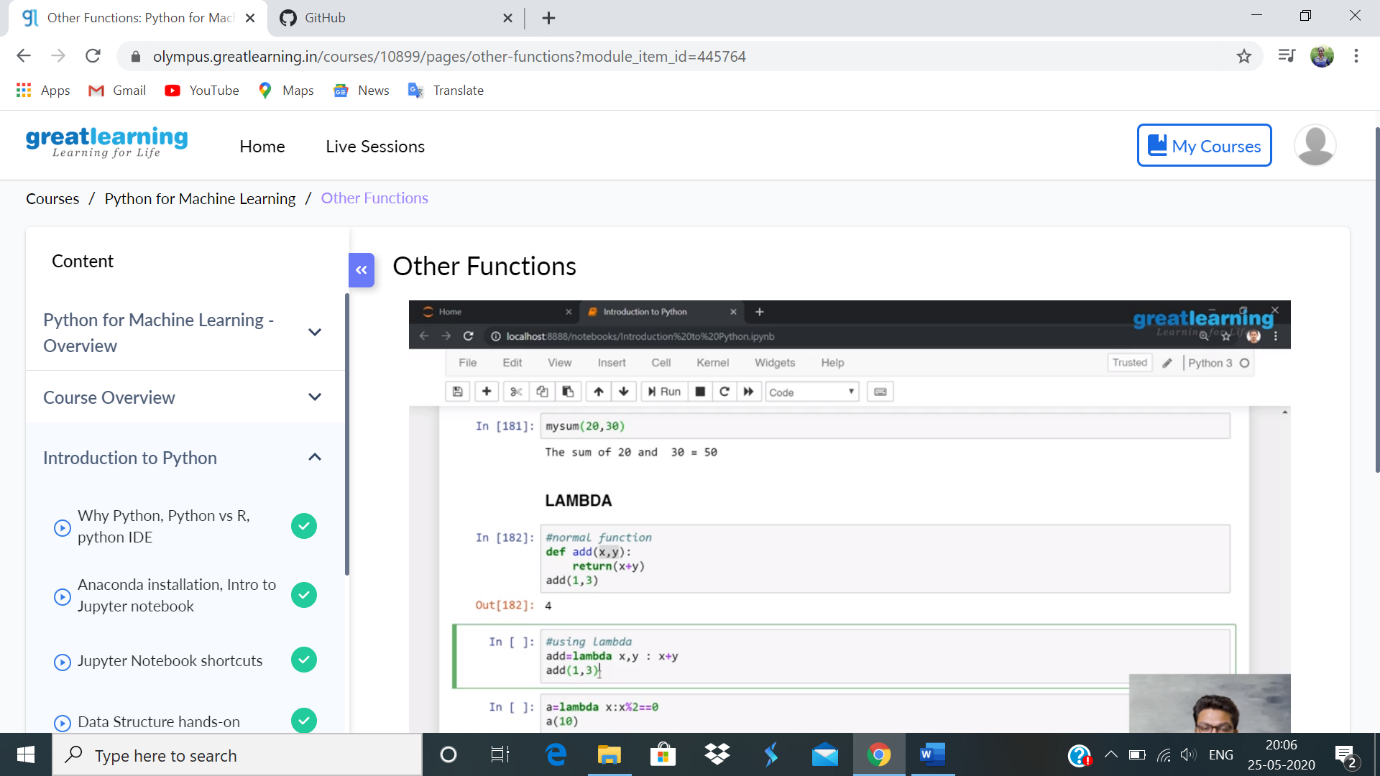 Other Functions: Python for Mac
GitHub
olympus.greatlearning.in/courses/10899/pages/other-functions?module_item_id=445764
Apps Gmail YouTube Maps News Translate
greatlearning
Learning for Life
Home Live Sessions
My Courses
Courses / Python for Machine Learning / Other Functions
Content
Python for Machine Learning -
Overview
Course Overview
Introduction to Python
Why Python, Python vs R,
python IDE
Anaconda installation, Intro to
Jupyter notebook
Jupyter Notebook shortcuts
Data Structure hands-on
Other Functions
Home Introduction to Python
greatlearning
Learning for Life
localhost:8888/notebooks/Introduction%20to%20Python.ipynb
File Edit View Insert Cell Kernel Widgets Help
Trusted Python 3
Run Code
In [181]: mysum(20,30)
The sum of 20 and  30 = 50
LAMBDA
In [182]: #normal function
def add(x,y):
    return(x+y)
add(1,3)
Out[182]: 4
In [ ]: #using lambda
add=lambda x,y : x+y
add(1,3)
In [ ]: a=lambda x:x%2==0
a(10)
Type here to search
ENG
20:06
25-05-2020
2